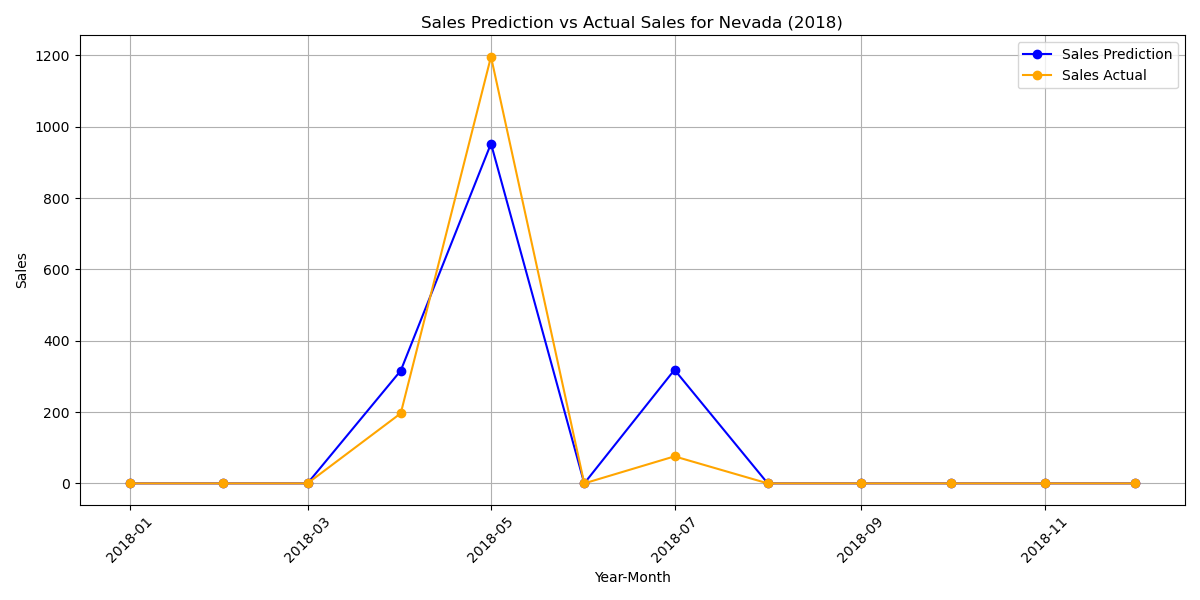 Sales Prediction vs Actual Sales for Nevada (2018)
Sales Prediction
Sales Actual
1200
1000
800
600
400
200
0
Sales
2018-01
2018-03
2018-05
2018-07
2018-09
2018-11
Year-Month